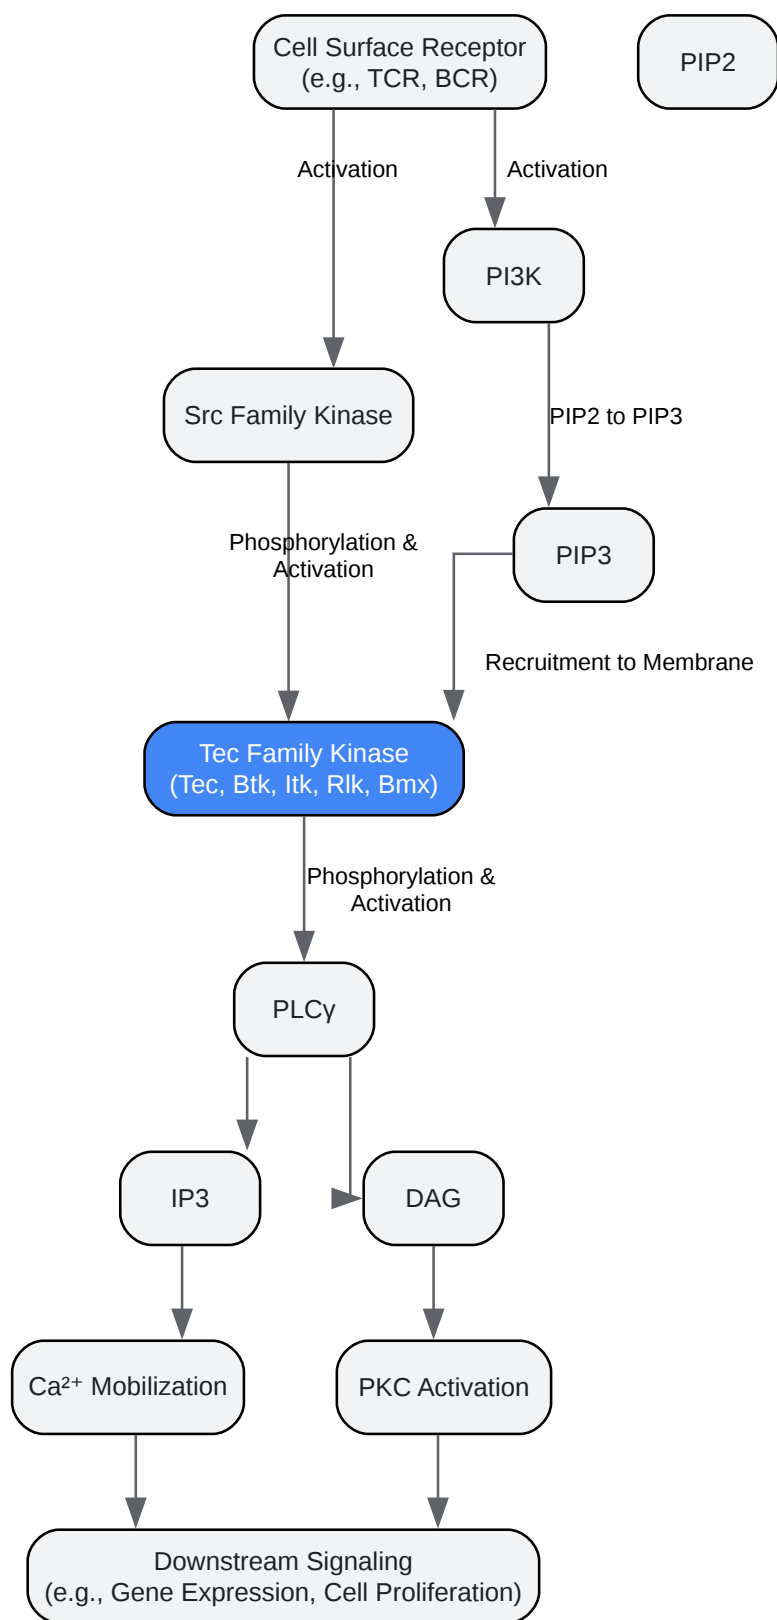 Cell Surface Receptor
(e.g., TCR, BCR)
PIP2
Activation
Activation
PI3K
Src Family Kinase
PIP2 to PIP3
Phosphorylation &
Activation
PIP3
Recruitment to Membrane
Tec Family Kinase
(Tec, Btk, Itk, Rlk, Bmx)
Phosphorylation &
Activation
PLCγ
IP3
DAG
Ca²⁺ Mobilization
PKC Activation
Downstream Signaling
(e.g., Gene Expression, Cell Proliferation)